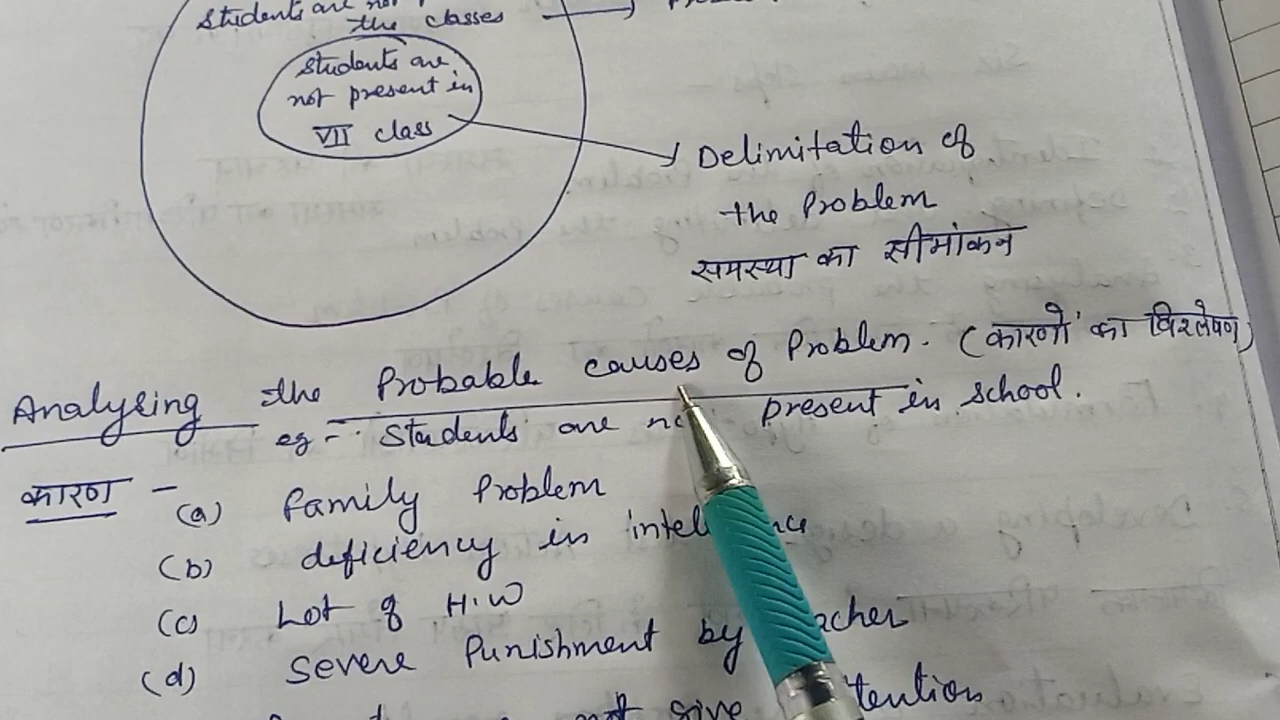 students are not
the classes
students are
not present in
VII class
Delimitation of
the Problem
समस्या का सीमांकन
Analysing the Probable causes of Problem. (कारणों का विश्लेषण)
eg - students are present in school.
कारण - (a) family Problem
(b) deficiency in
(c) Lot of H.W
(d) severe Punishment by
not give